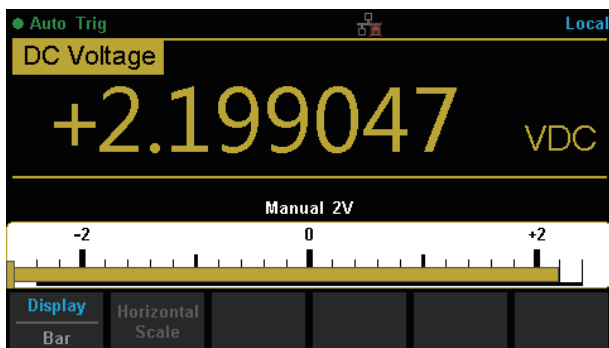 Auto Trig Local
DC Voltage
+2.199047 VDC
Manual 2V
-2 0 +2
Display Horizontal
Bar Scale